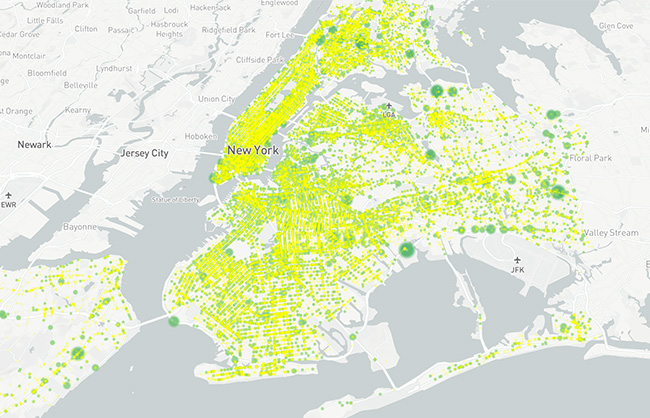 Woodland Park
Garfield
Lodi
Hackensack
Englewood
Little Falls
Clifton
Passaic
Hasbrouck
Heights
Ridgefield Park
Cedar Grove
Fort Lee
Glen Cove
Montclair
Lyndhurst
Cliffside Park
Bloomfield
Belleville
Union City
LGA
Kearny
Hoboken
Newark
Jersey City
New York
Floral Park
EWR
Statue of Liberty
Bayonne
Valley Stream
JFK